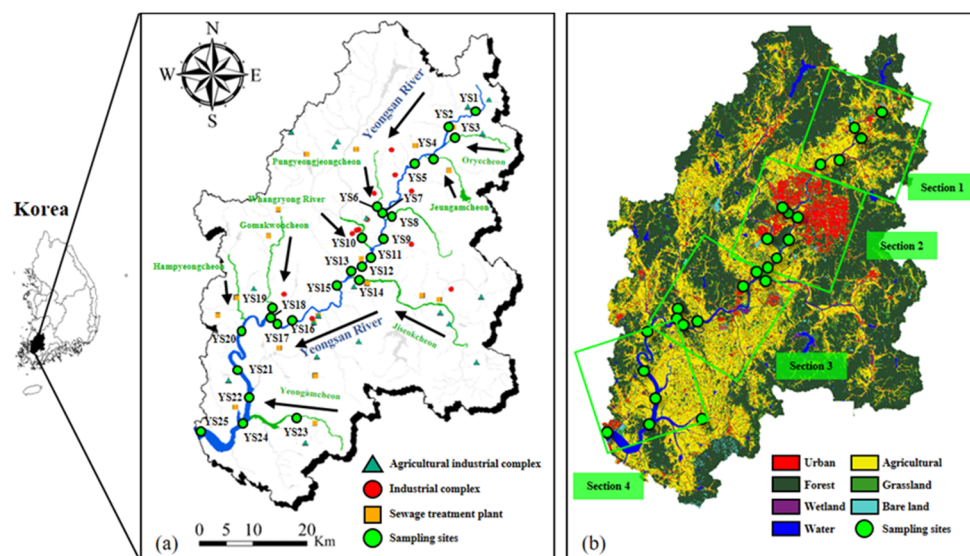 Korea
N
W
E
S
Yeongsan River
YS1
YS2
YS3
YS4
Oryecheon
YS5
Pungyeongjeongcheon
Jeungamcheon
YS6
YS7
Whangryong River
YS8
Gomakwoncheon
YS10
YS9
YS11
Hampyeongcheon
YS13
YS12
YS15
YS14
YS19
YS18
YS16
YS17
YS20
Yeongsan River
Jiseokcheon
YS21
Yeongamcheon
YS22
YS25
YS24
YS23
Agricultural industrial complex
Industrial complex
Sewage treatment plant
Sampling sites
0 5 10 20
Km
(a)
Section 1
Section 2
Section 3
Section 4
Urban
Agricultural
Forest
Grassland
Wetland
Bare land
Water
Sampling sites
(b)